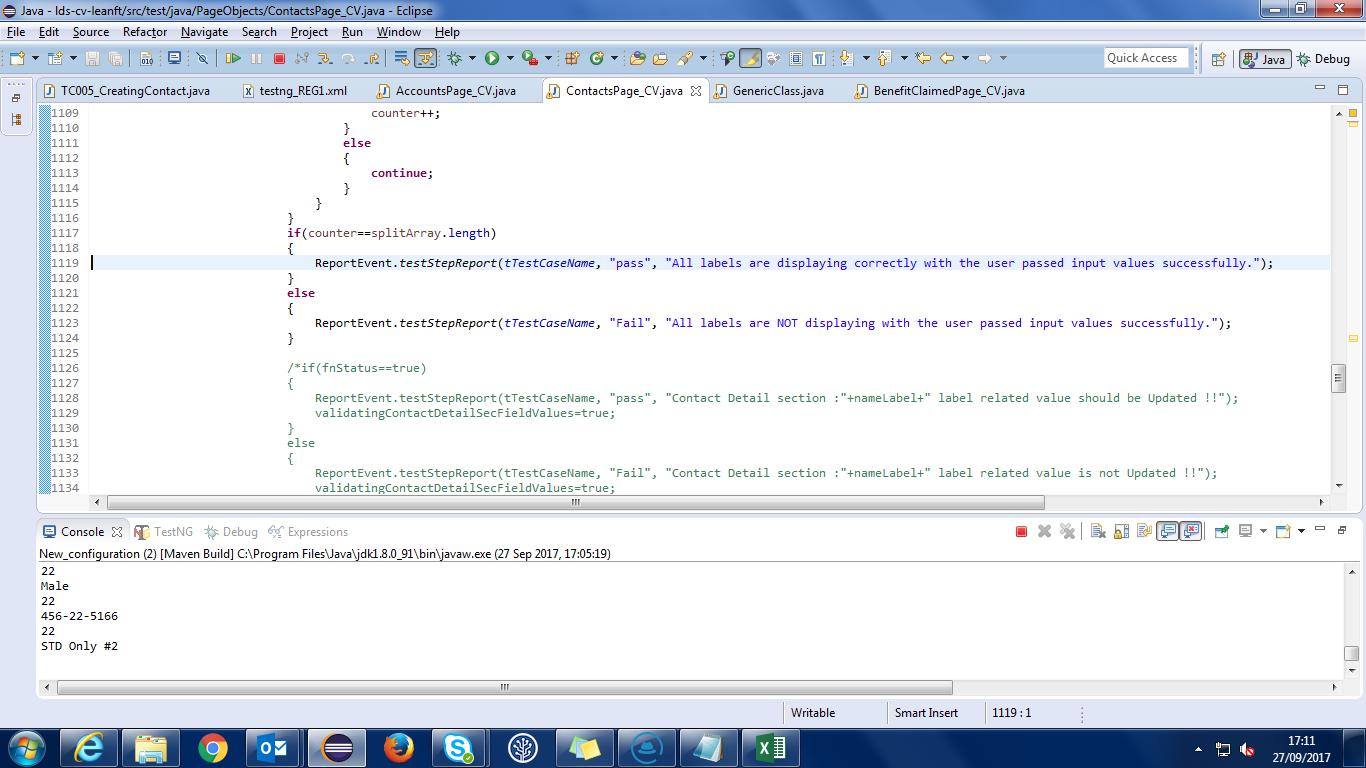 Java - lds-cv-leanft/src/test/java/PageObjects/ContactsPage_CV.java - Eclipse
File Edit Source Refactor Navigate Search Project Run Window Help
Quick Access Java Debug
TC005_CreatingContact.java testng_REG1.xml AccountsPage_CV.java ContactsPage_CV.java GenericClass.java BenefitClaimedPage_CV.java
1109 counter++;
1110 }
1111 else
1112 {
1113 continue;
1114 }
1115 }
1116 }
1117 if(counter==splitArray.length)
1118 {
1119 ReportEvent.testStepReport(tTestCaseName, "pass", "All labels are displaying correctly with the user passed input values successfully.");
1120 }
1121 else
1122 {
1123 ReportEvent.testStepReport(tTestCaseName, "Fail", "All labels are NOT displaying with the user passed input values successfully.");
1124 }
1125
1126 /*if(fnStatus==true)
1127 {
1128 ReportEvent.testStepReport(tTestCaseName, "pass", "Contact Detail section :"+nameLabel+" label related value should be Updated !!");
1129 validatingContactDetailSecFieldValues=true;
1130 }
1131 else
1132 {
1133 ReportEvent.testStepReport(tTestCaseName, "Fail", "Contact Detail section :"+nameLabel+" label related value is not Updated !!");
1134 validatingContactDetailSecFieldValues=true;
Console TestNG Debug Expressions
New_configuration (2) [Maven Build] C:\Program Files\Java\jdk1.8.0_91\bin\javaw.exe (27 Sep 2017, 17:05:19)
22
Male
22
456-22-5166
22
STD Only #2
Writable Smart Insert 1119 : 1
17:11
27/09/2017